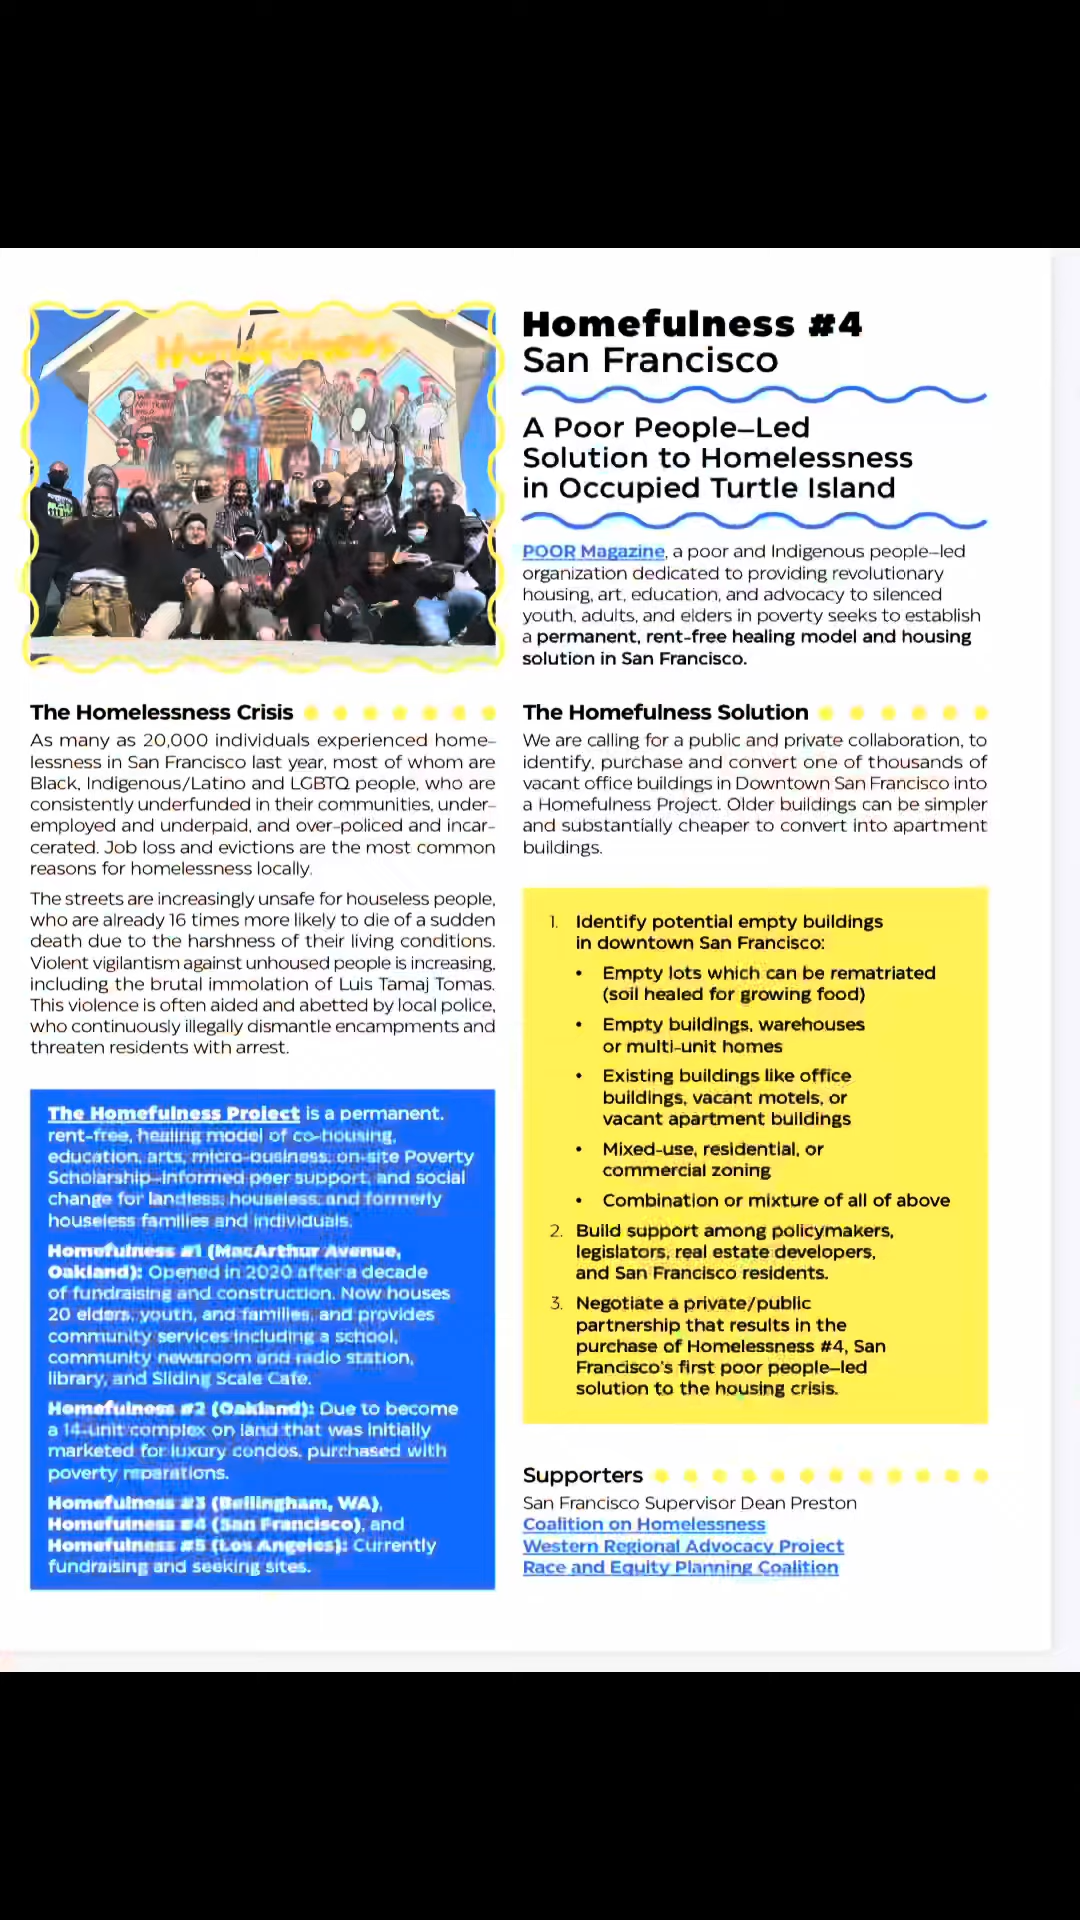 Homefulness
Homefulness #4
San Francisco
A Poor People–Led
Solution to Homelessness
in Occupied Turtle Island
POOR Magazine, a poor and Indigenous people–led
organization dedicated to providing revolutionary
housing, art, education, and advocacy to silenced
youth, adults, and elders in poverty seeks to establish
a permanent, rent-free healing model and housing
solution in San Francisco.
The Homelessness Crisis
As many as 20,000 individuals experienced home-
lessness in San Francisco last year, most of whom are
Black, Indigenous/Latino and LGBTQ people, who are
consistently underfunded in their communities, under-
employed and underpaid, and over-policed and incar-
cerated. Job loss and evictions are the most common
reasons for homelessness locally.
The streets are increasingly unsafe for houseless people,
who are already 16 times more likely to die of a sudden
death due to the harshness of their living conditions.
Violent vigilantism against unhoused people is increasing,
including the brutal immolation of Luis Tamaj Tomas.
This violence is often aided and abetted by local police,
who continuously illegally dismantle encampments and
threaten residents with arrest.
The Homefulness Project is a permanent,
rent-free, healing model of co-housing,
education, arts, micro-business, on-site Poverty
Scholarship-informed peer support, and social
change for landless, houseless, and formerly
houseless families and individuals.
Homefulness #1 (MacArthur Avenue,
Oakland): Opened in 2020 after a decade
of fundraising and construction. Now houses
20 elders, youth, and families, and provides
community services including a school,
community newsroom and radio station,
library, and Sliding Scale Cafe.
Homefulness #2 (Oakland): Due to become
a 14-unit complex on land that was initially
marketed for luxury condos, purchased with
poverty reparations.
Homefulness #3 (Bellingham, WA),
Homefulness #4 (San Francisco), and
Homefulness #5 (Los Angeles): Currently
fundraising and seeking sites.
The Homefulness Solution
We are calling for a public and private collaboration, to
identify, purchase and convert one of thousands of
vacant office buildings in Downtown San Francisco into
a Homefulness Project. Older buildings can be simpler
and substantially cheaper to convert into apartment
buildings.
1. Identify potential empty buildings
in downtown San Francisco:
• Empty lots which can be rematriated
(soil healed for growing food)
• Empty buildings, warehouses
or multi-unit homes
• Existing buildings like office
buildings, vacant motels, or
vacant apartment buildings
• Mixed-use, residential, or
commercial zoning
• Combination or mixture of all of above
2. Build support among policymakers,
legislators, real estate developers,
and San Francisco residents.
3. Negotiate a private/public
partnership that results in the
purchase of Homelessness #4, San
Francisco's first poor people–led
solution to the housing crisis.
Supporters
San Francisco Supervisor Dean Preston
Coalition on Homelessness
Western Regional Advocacy Project
Race and Equity Planning Coalition